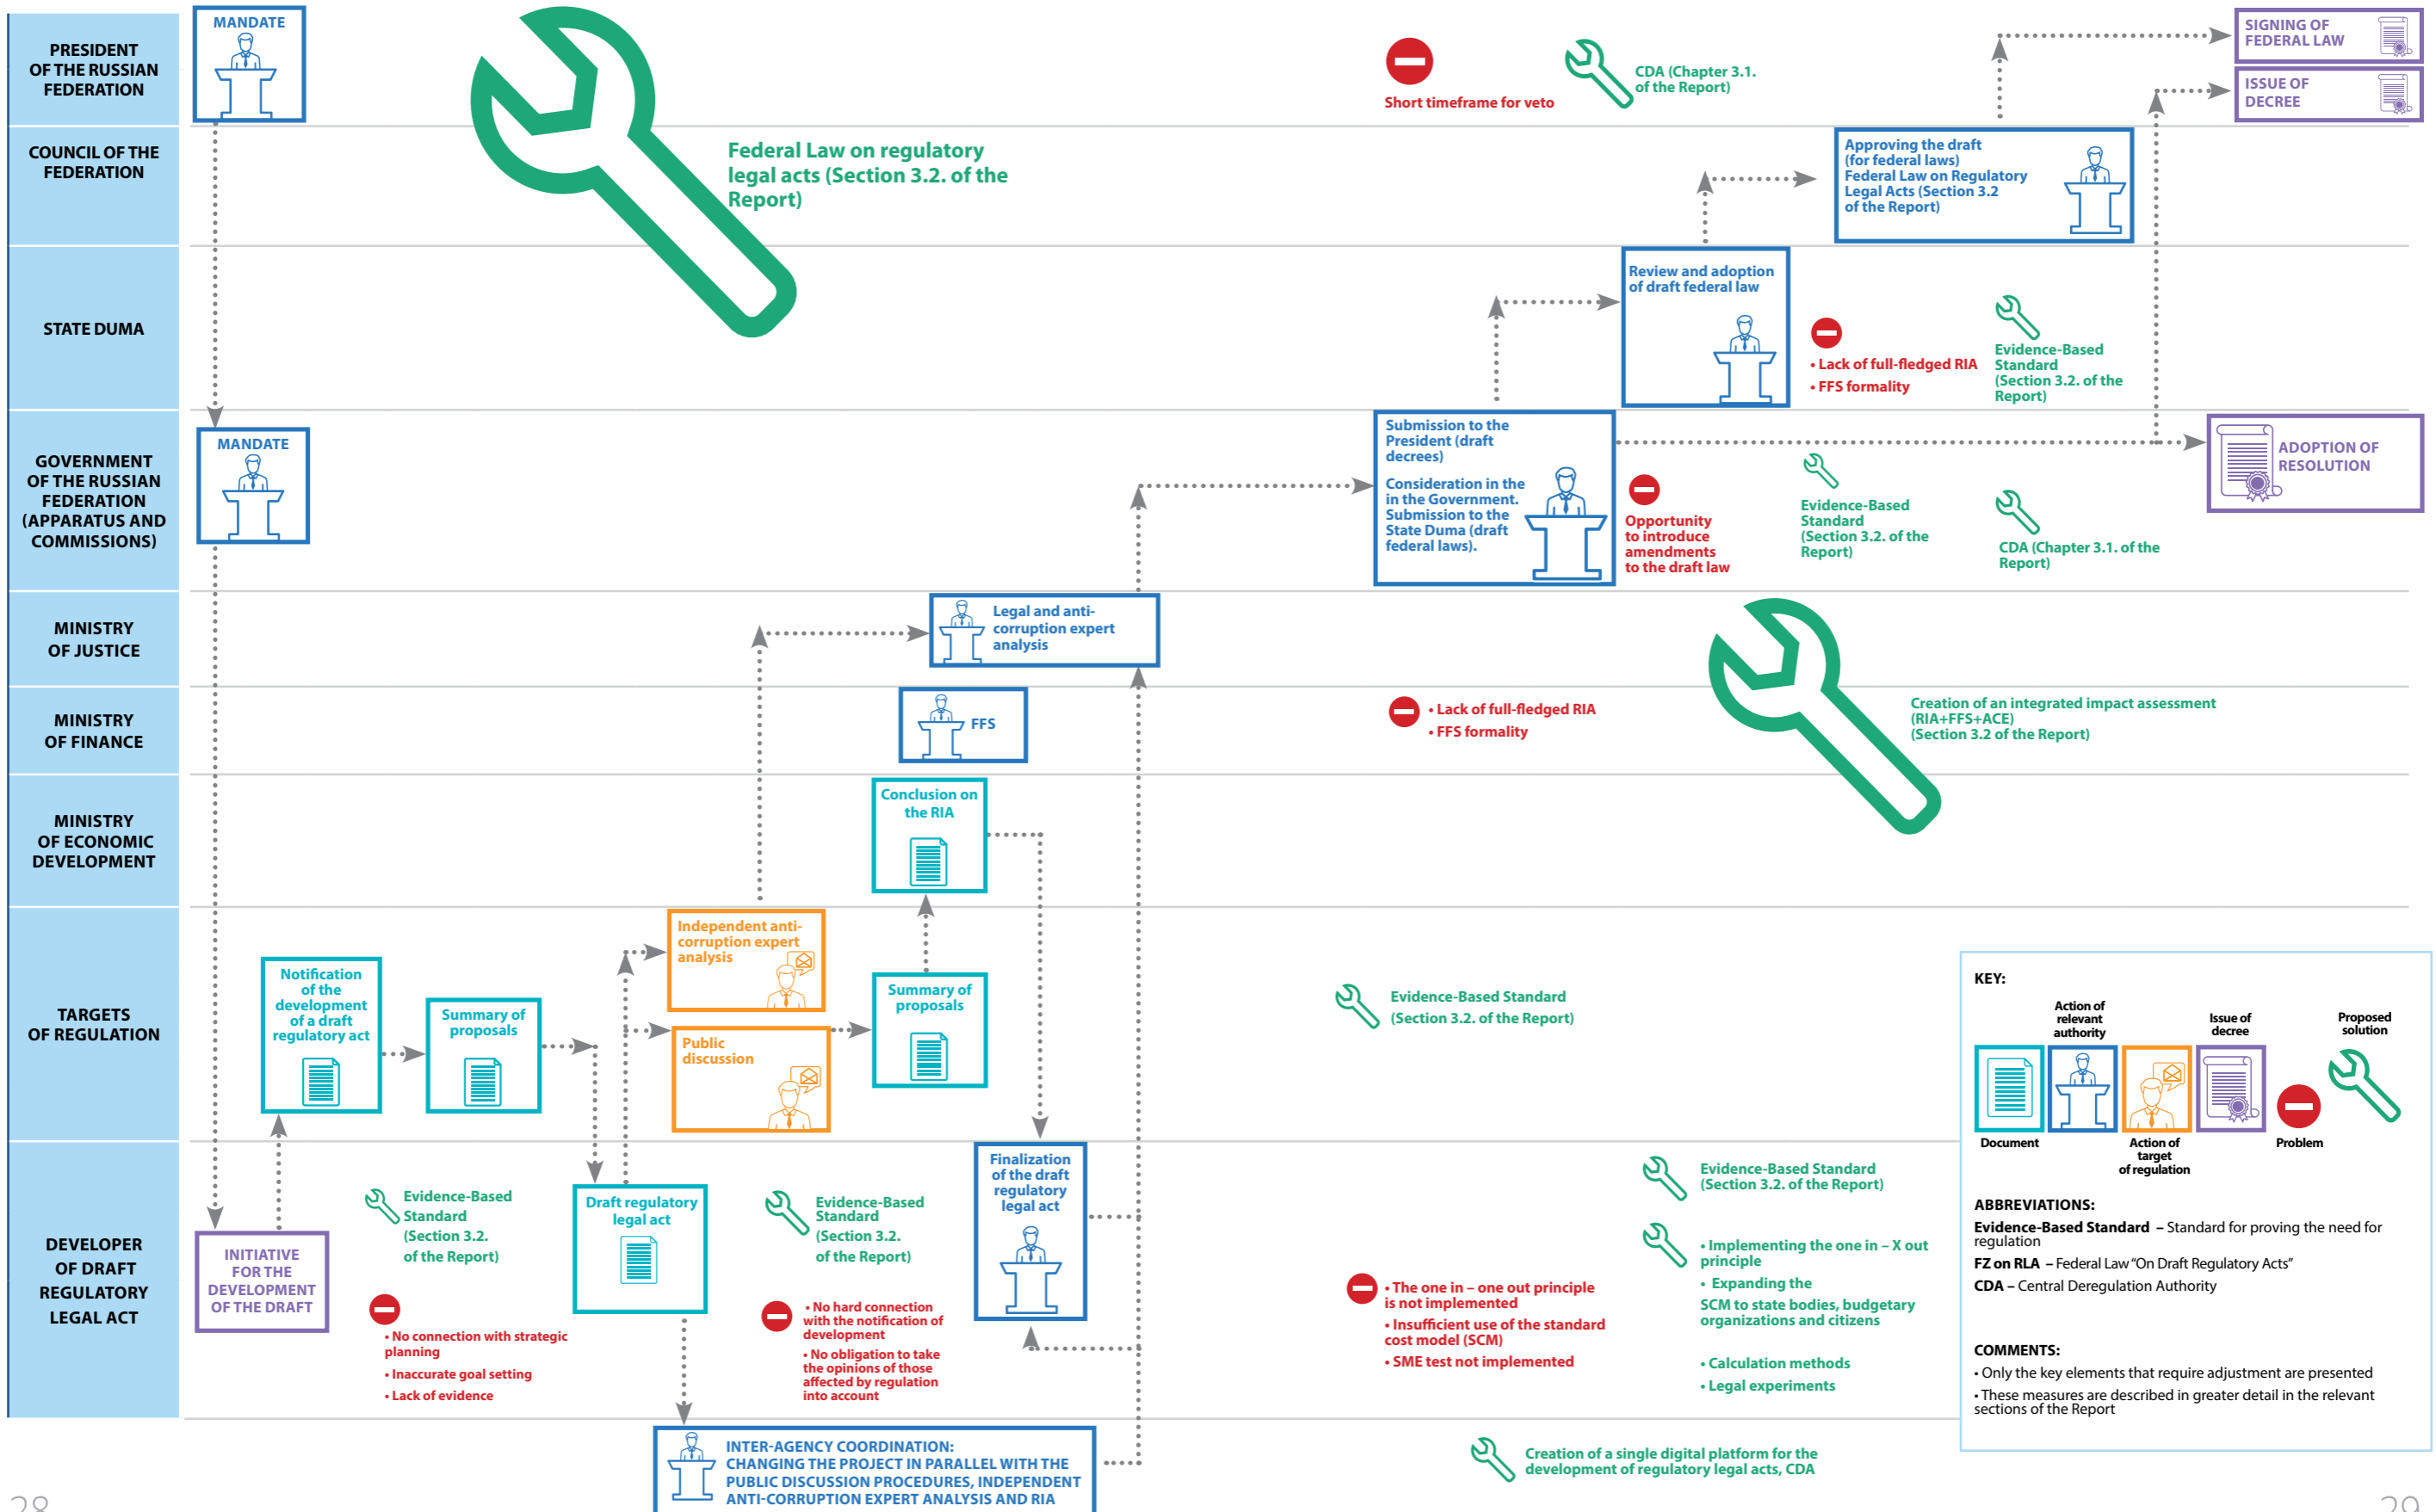 PRESIDENT
OF THE RUSSIAN
FEDERATION
MANDATE
Short timeframe for veto
CDA (Chapter 3.1.
of the Report)
SIGNING OF
FEDERAL LAW
ISSUE OF
DECREE
COUNCIL OF THE
FEDERATION
Federal Law on regulatory
legal acts (Section 3.2. of the
Report)
Approving the draft
(for federal laws)
Federal Law on Regulatory
Legal Acts (Section 3.2
of the Report)
STATE DUMA
Review and adoption
of draft federal law
• Lack of full-fledged RIA
• FFS formality
Evidence-Based
Standard
(Section 3.2. of the
Report)
GOVERNMENT
OF THE RUSSIAN
FEDERATION
(APPARATUS AND
COMMISSIONS)
MANDATE
Submission to the
President (draft
decrees)
Consideration in the
in the Government.
Submission to the
State Duma (draft
federal laws).
Opportunity
to introduce
amendments
to the draft law
Evidence-Based
Standard
(Section 3.2. of the
Report)
CDA (Chapter 3.1. of the
Report)
ADOPTION OF
RESOLUTION
MINISTRY
OF JUSTICE
Legal and anti-
corruption expert
analysis
MINISTRY
OF FINANCE
FFS
• Lack of full-fledged RIA
• FFS formality
Creation of an integrated impact assessment
(RIA+FFS+ACE)
(Section 3.2 of the Report)
MINISTRY
OF ECONOMIC
DEVELOPMENT
Conclusion on
the RIA
TARGETS
OF REGULATION
Notification
of the
development
of a draft
regulatory act
Summary of
proposals
Independent anti-
corruption expert
analysis
Public
discussion
Summary of
proposals
Evidence-Based Standard
(Section 3.2. of the Report)
DEVELOPER
OF DRAFT
REGULATORY
LEGAL ACT
INITIATIVE
FOR THE
DEVELOPMENT
OF THE DRAFT
Evidence-Based
Standard
(Section 3.2.
of the Report)
• No connection with strategic
planning
• Inaccurate goal setting
• Lack of evidence
Draft regulatory
legal act
Evidence-Based
Standard
(Section 3.2.
of the Report)
• No hard connection
with the notification of
development
• No obligation to take
the opinions of those
affected by regulation
into account
Finalization
of the draft
regulatory
legal act
• The one in – one out principle
is not implemented
• Insufficient use of the standard
cost model (SCM)
• SME test not implemented
Evidence-Based Standard
(Section 3.2. of the Report)
• Implementing the one in – X out
principle
• Expanding the
SCM to state bodies, budgetary
organizations and citizens
• Calculation methods
• Legal experiments
INTER-AGENCY COORDINATION:
CHANGING THE PROJECT IN PARALLEL WITH THE
PUBLIC DISCUSSION PROCEDURES, INDEPENDENT
ANTI-CORRUPTION EXPERT ANALYSIS AND RIA
Creation of a single digital platform for the
development of regulatory legal acts, CDA
KEY:
Action of
relevant
authority
Issue of
decree
Proposed
solution
Document
Action of
target
of regulation
Problem
ABBREVIATIONS:
Evidence-Based Standard – Standard for proving the need for
regulation
FZ on RLA – Federal Law “On Draft Regulatory Acts”
CDA – Central Deregulation Authority
COMMENTS:
• Only the key elements that require adjustment are presented
• These measures are described in greater detail in the relevant
sections of the Report
28
29